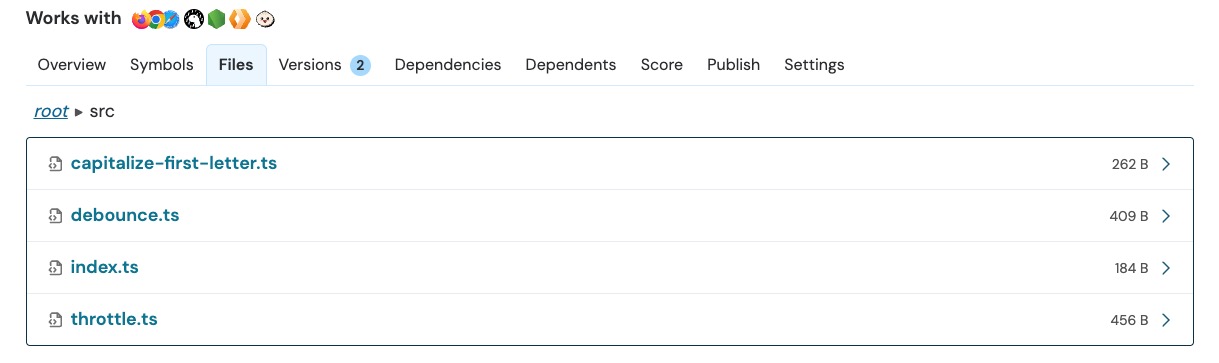 Works with
Overview Symbols Files Versions 2 Dependencies Dependents Score Publish Settings
root ▸ src
capitalize-first-letter.ts 262 B
debounce.ts 409 B
index.ts 184 B
throttle.ts 456 B